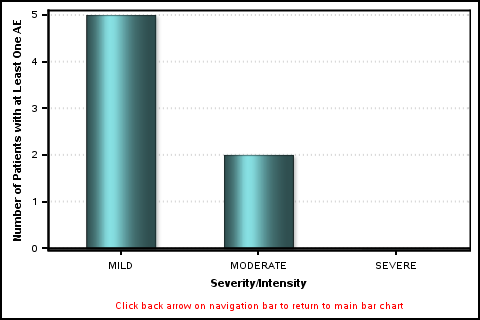 Number of Patients with at Least One AE
5
4
3
2
1
0
MILD MODERATE SEVERE
Severity/Intensity
Click back arrow on navigation bar to return to main bar chart